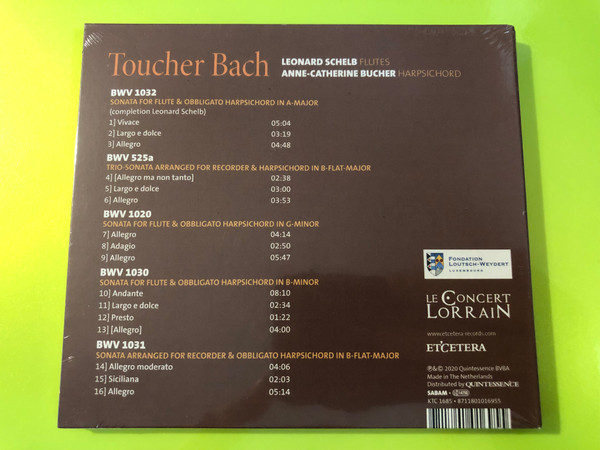 Toucher Bach
LEONARD SCHELB FLUTES
ANNE-CATHERINE BUCHER HARPSICHORD
BWV 1032
SONATA FOR FLUTE & OBBLIGATO HARPSICHORD IN A-MAJOR
(completion Leonard Schelb)
1] Vivace 05:04
2] Largo e dolce 03:19
3] Allegro 04:48
BWV 525a
TRIO-SONATA ARRANGED FOR RECORDER & HARPSICHORD IN B-FLAT-MAJOR
4] [Allegro ma non tanto] 02:38
5] Largo e dolce 03:00
6] Allegro 03:53
BWV 1020
SONATA FOR FLUTE & OBBLIGATO HARPSICHORD IN G-MINOR
7] Allegro 04:14
8] Adagio 02:50
9] Allegro 05:47
BWV 1030
SONATA FOR FLUTE & OBBLIGATO HARPSICHORD IN B-MINOR
10] Andante 08:10
11] Largo e dolce 02:34
12] Presto 01:22
13] [Allegro] 04:00
BWV 1031
SONATA ARRANGED FOR RECORDER & OBBLIGATO HARPSICHORD IN B-FLAT-MAJOR
14] Allegro moderato 04:06
15] Siciliana 02:03
16] Allegro 05:14
FONDATION
LOUTSCH-WEYDERT
LUXEMBOURG
LE CONCERT
LORRAIN
www.etcetera-records.com
ET'CETERA
℗&© 2020 Quintessence BVBA
Made in The Netherlands
Distributed by QUINTESSENCE
SABAM •
KTC 1685 • 8711801016955